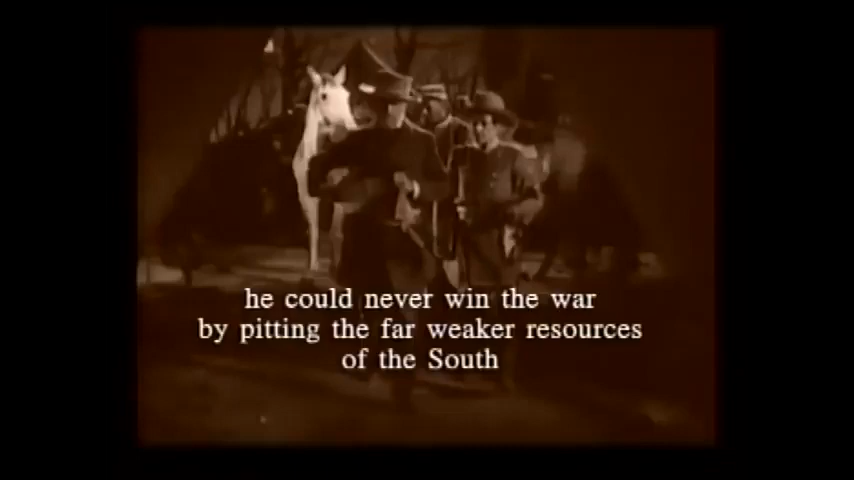 he could never win the war
by pitting the far weaker resources
of the South